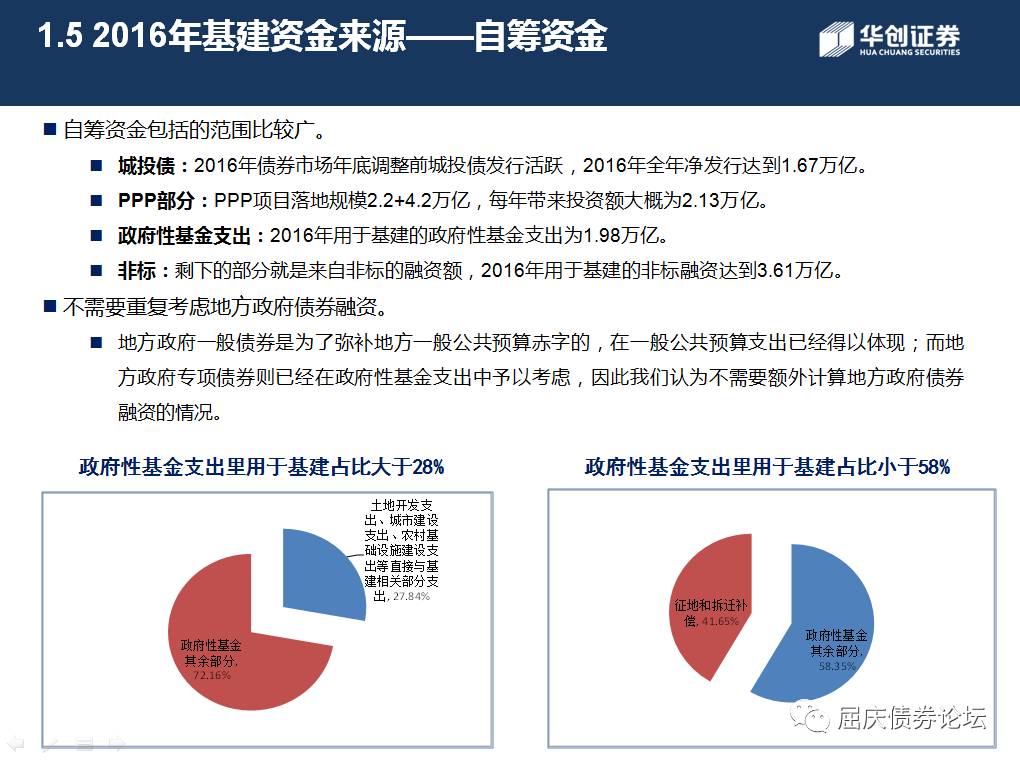 1.5 2016年基建资金来源——自筹资金
华创证券
HUA CHUANG SECURITIES
自筹资金包括的范围比较广。
城投债：2016年债券市场年底调整前城投债发行活跃，2016年全年净发行达到1.67万亿。
PPP部分：PPP项目落地规模2.2+4.2万亿，每年带来投资额大概为2.13万亿。
政府性基金支出：2016年用于基建的政府性基金支出为1.98万亿。
非标：剩下的部分就是来自非标的融资额，2016年用于基建的非标融资达到3.61万亿。
不需要重复考虑地方政府债券融资。
地方政府一般债券是为了弥补地方一般公共预算赤字的，在一般公共预算支出已经得以体现；而地
方政府专项债券则已经在政府性基金支出中予以考虑，因此我们认为不需要额外计算地方政府债券
融资的情况。
政府性基金支出里用于基建占比大于28%
土地开发支
出、城市建设
支出、农村基
础设施建设支
出等直接与基
建相关部分支
出, 27.84%
政府性基金
其余部分,
72.16%
政府性基金支出里用于基建占比小于58%
征地和拆迁补
偿, 41.65%
政府性基金
其余部分,
58.35%
屈庆债券论坛